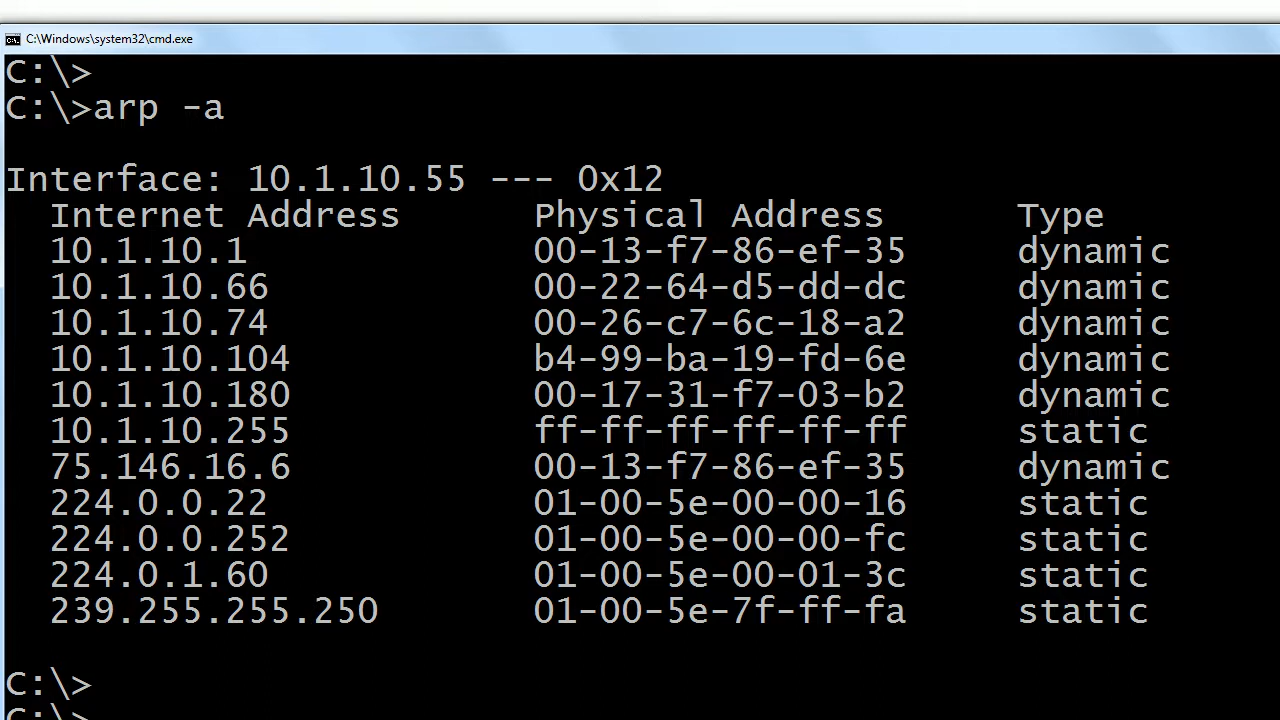 C:\Windows\system32\cmd.exe
C:\>
C:\>arp -a
Interface: 10.1.10.55 --- 0x12
Internet Address Physical Address Type
10.1.10.1 00-13-f7-86-ef-35 dynamic
10.1.10.66 00-22-64-d5-dd-dc dynamic
10.1.10.74 00-26-c7-6c-18-a2 dynamic
10.1.10.104 b4-99-ba-19-fd-6e dynamic
10.1.10.180 00-17-31-f7-03-b2 dynamic
10.1.10.255 ff-ff-ff-ff-ff-ff static
75.146.16.6 00-13-f7-86-ef-35 dynamic
224.0.0.22 01-00-5e-00-00-16 static
224.0.0.252 01-00-5e-00-00-fc static
224.0.1.60 01-00-5e-00-01-3c static
239.255.255.250 01-00-5e-7f-ff-fa static
C:\>
C:\>